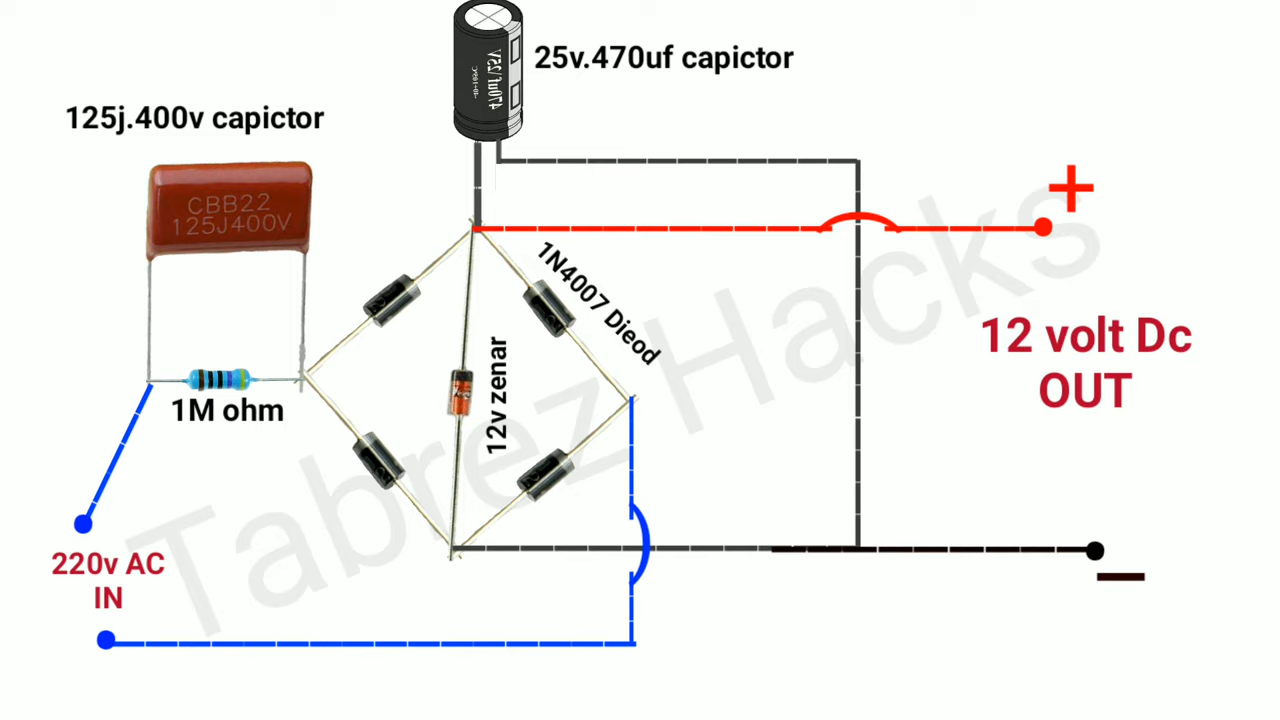 25v.470uf capictor
125j.400v capictor
CBB22
125J400V
1N4007 Dieod
12v zenar
1M ohm
+
12 volt Dc
OUT
220v AC
IN
Tabrez Hacks